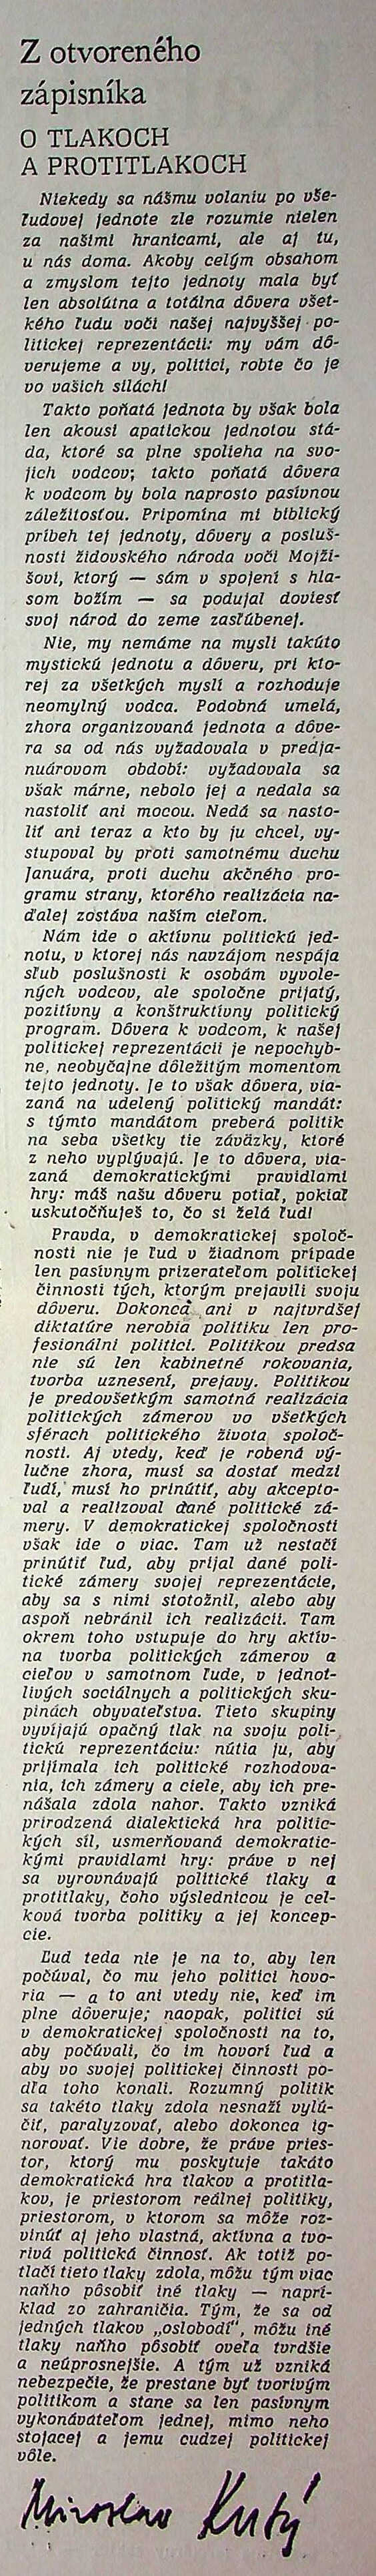 Z otvoreného
zápisníka
O TLAKOCH
A PROTITLAKOCH
Niekedy sa nášmu volaniu po vše-
ľudovej jednote zle rozumie nielen
za našimi hranicami, ale aj tu,
u nás doma. Akoby celým obsahom
a zmyslom tejto jednoty mala byť
len absolútna a totálna dôvera všet-
kého ľudu voči našej najvyššej po-
litickej reprezentácii: my vám dô-
verujeme a vy, politici, robte čo je
vo vašich silách!
Takto poňatá jednota by však bola
len akousi apatickou jednotou stá-
da, ktoré sa plne spolieha na svo-
jich vodcov; takto poňatá dôvera
k vodcom by bola naprosto pasívnou
záležitosťou. Pripomína mi biblický
príbeh tej jednoty, dôvery a posluš-
nosti židovského národa voči Mojži-
šovi, ktorý — sám v spojení s hla-
som božím — sa podujal doviesť
svoj národ do zeme zasľúbenej.
Nie, my nemáme na mysli takúto
mystickú jednotu a dôveru, pri kto-
rej za všetkých myslí a rozhoduje
neomylný vodca. Podobná umelá,
zhora organizovaná jednota a dôve-
ra sa od nás vyžadovala v predja-
nuárovom období: vyžadovala sa
však márne, nebolo jej a nedala sa
nastoliť ani mocou. Nedá sa nasto-
liť ani teraz a kto by ju chcel, vy-
stupoval by proti samotnému duchu
Januára, proti duchu akčného pro-
gramu strany, ktorého realizácia na-
ďalej zostáva naším cieľom.
Nám ide o aktívnu politickú jed-
notu, v ktorej nás navzájom nespája
sľub poslušnosti k osobám vyvole-
ných vodcov, ale spoločne prijatý,
pozitívny a konštruktívny politický
program. Dôvera k vodcom, k našej
politickej reprezentácii je nepochyb-
ne, neobyčajne dôležitým momentom
tejto jednoty. Je to však dôvera, via-
zaná na udelený politický mandát:
s týmto mandátom preberá politik
na seba všetky tie záväzky, ktoré
z neho vyplývajú. Je to dôvera, via-
zaná demokratickými pravidlami
hry: máš našu dôveru potiaľ, pokiaľ
uskutočňuješ to, čo si želá ľud!
Pravda, v demokratickej spoloč-
nosti nie je ľud v žiadnom prípade
len pasívnym prizerateľom politickej
činnosti tých, ktorým prejavili svoju
dôveru. Dokonca ani v najtvrdšej
diktatúre nerobia politiku len pro-
fesionálni politici. Politikou predsa
nie sú len kabinetné rokovania,
tvorba uznesení, prejavy. Politikou
je predovšetkým samotná realizácia
politických zámerov vo všetkých
sférach politického života spoloč-
nosti. Aj vtedy, keď je robená vý-
lučne zhora, musí sa dostať medzi
ľudí, musí ho prinútiť, aby akcepto-
val a realizoval dané politické zá-
mery. V demokratickej spoločnosti
však ide o viac. Tam už nestačí
prinútiť ľud, aby prijal dané poli-
tické zámery svojej reprezentácie,
aby sa s nimi stotožnil, alebo aby
aspoň nebránil ich realizácii. Tam
okrem toho vstupuje do hry aktív-
na tvorba politických zámerov a
cieľov v samotnom ľude, v jednot-
livých sociálnych a politických sku-
pinách obyvateľstva. Tieto skupiny
vyvíjajú opačný tlak na svoju poli-
tickú reprezentáciu: nútia ju, aby
prijímala ich politické rozhodova-
nia, ich zámery a ciele, aby ich pre-
nášala zdola nahor. Takto vzniká
prirodzená dialektická hra politic-
kých síl, usmerňovaná demokratic-
kými pravidlami hry: práve v nej
sa vyrovnávajú politické tlaky a
protitlaky, čoho výslednicou je cel-
ková tvorba politiky a jej koncep-
cie.
Ľud teda nie je na to, aby len
počúval, čo mu jeho politici hovo-
ria — a to ani vtedy nie, keď im
plne dôveruje; naopak, politici sú
v demokratickej spoločnosti na to,
aby počúvali, čo im hovorí ľud a
aby vo svojej politickej činnosti po-
dľa toho konali. Rozumný politik
sa takéto tlaky zdola nesnaží vylú-
čiť, paralyzovať, alebo dokonca ig-
norovať. Vie dobre, že práve pries-
tor, ktorý mu poskytuje takáto
demokratická hra tlakov a protitla-
kov, je priestorom reálnej politiky,
priestorom, v ktorom sa môže roz-
vinúť aj jeho vlastná, aktívna a tvo-
rivá politická činnosť. Ak totiž po-
tlačí tieto tlaky zdola, môžu tým viac
naňho pôsobiť iné tlaky — naprí-
klad zo zahraničia. Tým, že sa od
jedných tlakov „oslobodí“, môžu iné
tlaky naňho pôsobiť oveľa tvrdšie
a neúprosnejšie. A tým už vzniká
nebezpečie, že prestane byť tvorivým
politikom a stane sa len pasívnym
vykonávateľom jednej, mimo neho
stojacej a jemu cudzej politickej
vôle.
Miroslav Kusý